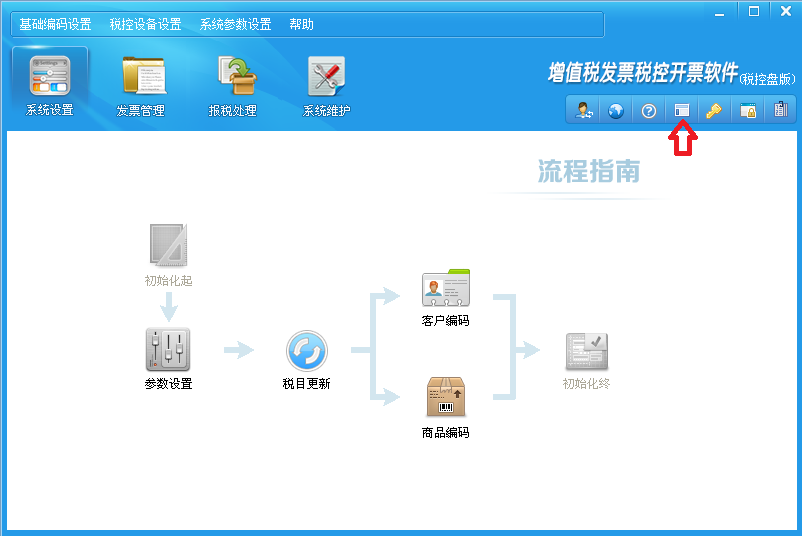 基础编码设置 税控设备设置 系统参数设置 帮助
系统设置 发票管理 报税处理 系统维护
增值税发票税控开票软件(税控盘版)
流程指南
初始化起
参数设置
税目更新
客户编码
商品编码
初始化终